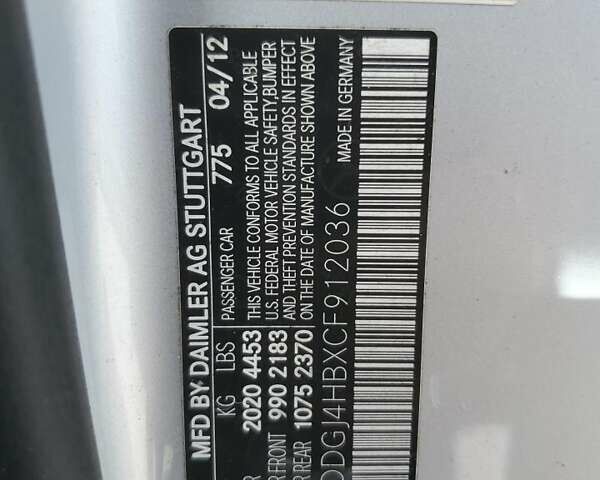 MFD BY DAIMLER AG STUTTGART
KG LBS PASSENGER CAR 775 04/12
2020 4453 THIS VEHICLE CONFORMS TO ALL APPLICABLE
FRONT 990 2183 U.S. FEDERAL MOTOR VEHICLE SAFETY,BUMPER
REAR 1075 2370 AND THEFT PREVENTION STANDARDS IN EFFECT
ON THE DATE OF MANUFACTURE SHOWN ABOVE
DDGJ4HBXCF912036 MADE IN GERMANY